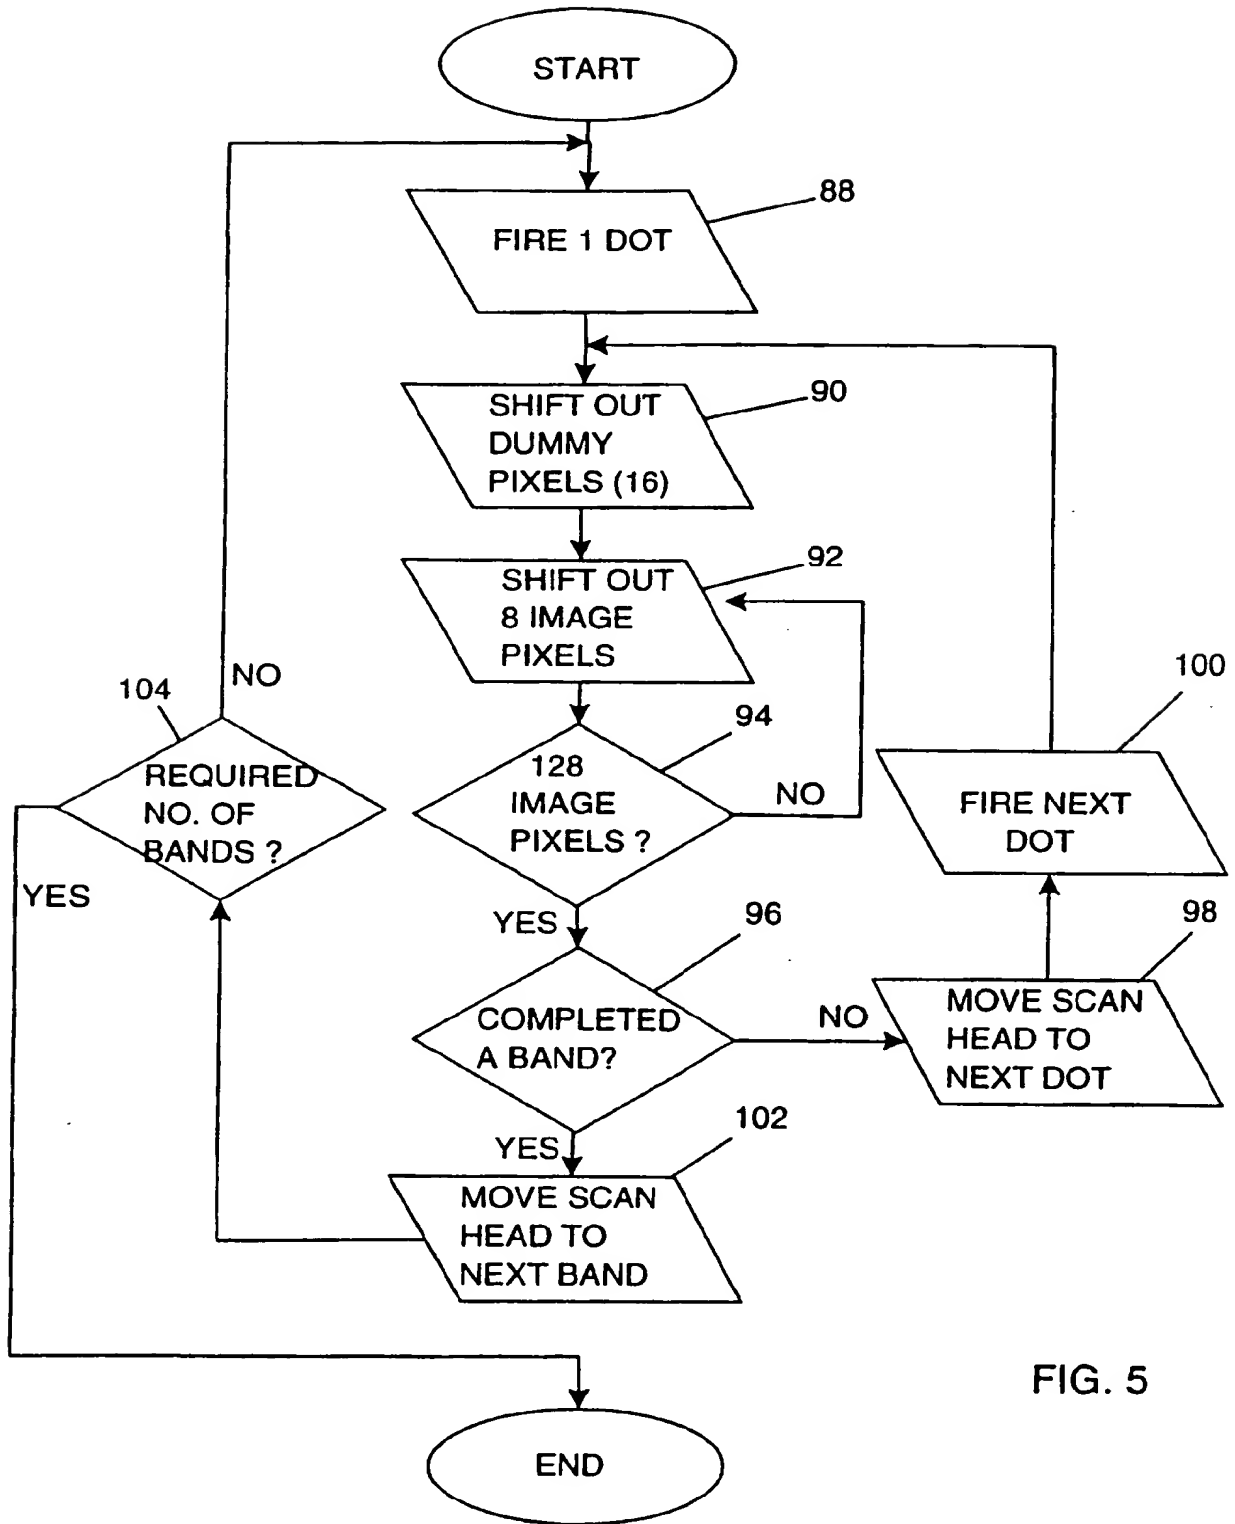 START
88
FIRE 1 DOT
90
SHIFT OUT
DUMMY
PIXELS (16)
92
SHIFT OUT
8 IMAGE
PIXELS
94
128
IMAGE
PIXELS ?
NO
YES
96
COMPLETED
A BAND?
NO
98
MOVE SCAN
HEAD TO
NEXT DOT
100
FIRE NEXT
DOT
YES
102
MOVE SCAN
HEAD TO
NEXT BAND
104
REQUIRED
NO. OF
BANDS ?
NO
YES
END
FIG. 5